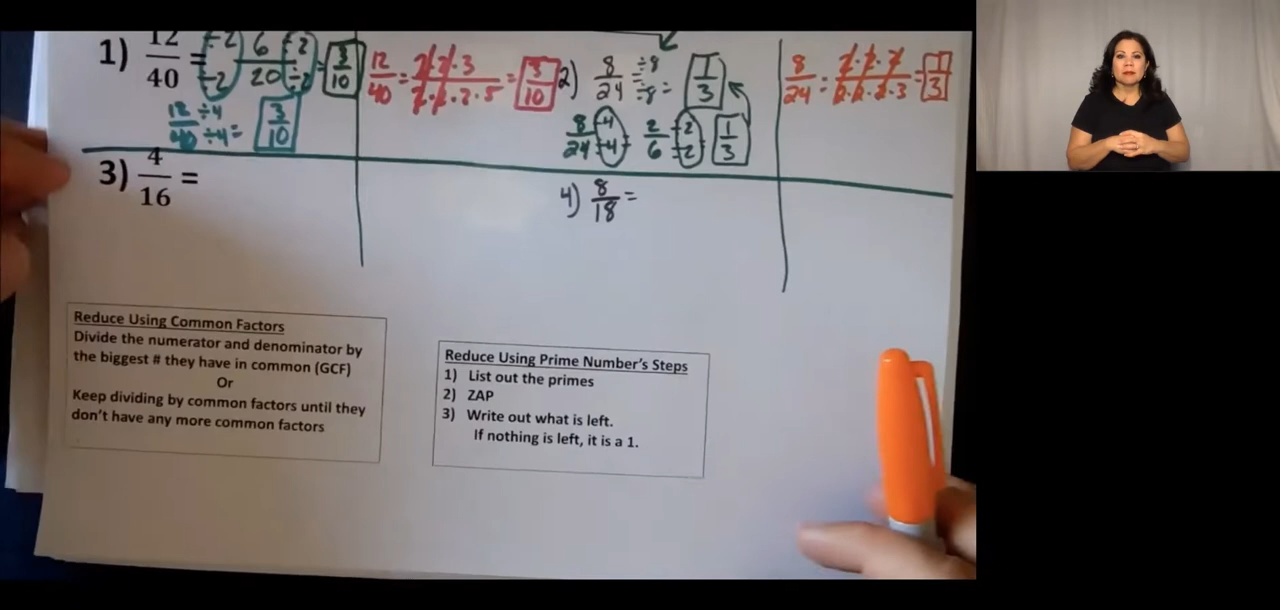 1) 12/40 = ÷2/÷2 6/20 ÷2/÷2 = 3/10
12/40 ÷4/÷4 = 3/10
12/40 = 2·2·3/2·2·2·5 = 3/10
2) 8/24 ÷8/÷8 = 1/3
8/24 ÷4/÷4 = 2/6 ÷2/÷2 = 1/3
8/24 = 2·2·2/2·2·2·3 = 1/3
3) 4/16 =
4) 8/18 =
Reduce Using Common Factors
Divide the numerator and denominator by
the biggest # they have in common (GCF)
Or
Keep dividing by common factors until they
don't have any more common factors
Reduce Using Prime Number's Steps
1) List out the primes
2) ZAP
3) Write out what is left.
If nothing is left, it is a 1.